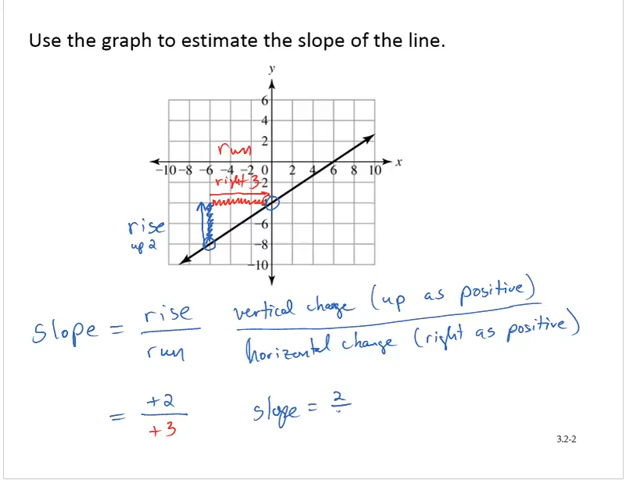 Use the graph to estimate the slope of the line.
y
6
4
2
run
-10 -8 -6 -4 -2 0 2 4 6 8 10 x
right 3
-2
rise
up 2
-6
-8
-10
slope = rise / run vertical change (up as positive) / horizontal change (right as positive)
= +2 / +3 slope = 2 /
3.2-2